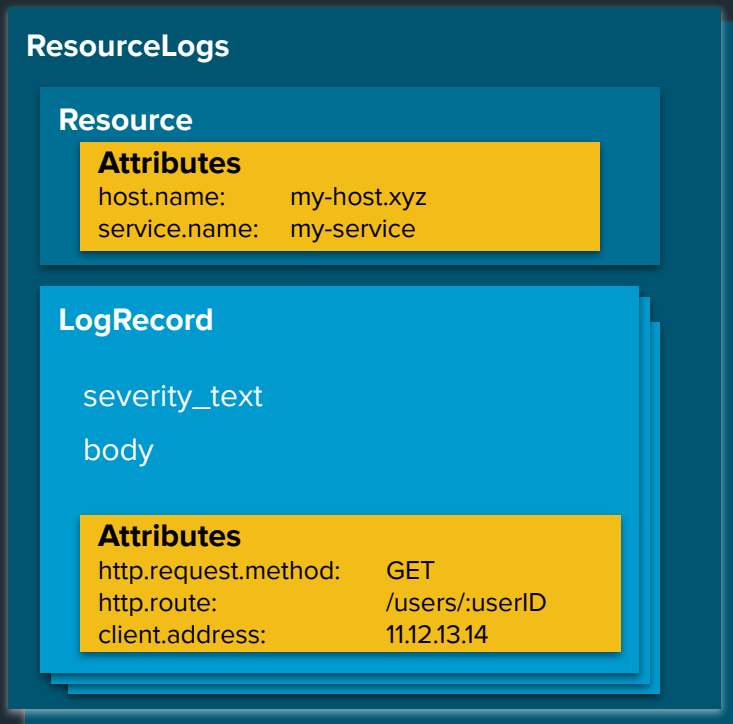 ResourceLogs
Resource
Attributes
host.name: my-host.xyz
service.name: my-service
LogRecord
severity_text
body
Attributes
http.request.method: GET
http.route: /users/:userID
client.address: 11.12.13.14